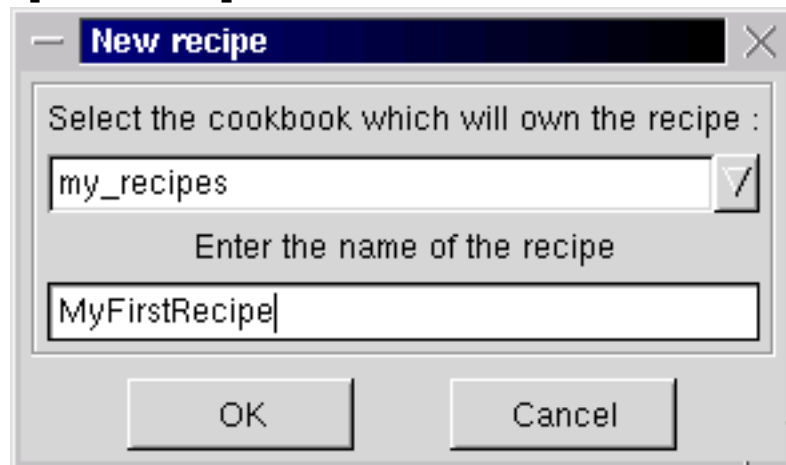 New recipe
Select the cookbook which will own the recipe :
my_recipes
Enter the name of the recipe
MyFirstRecipe
OK
Cancel